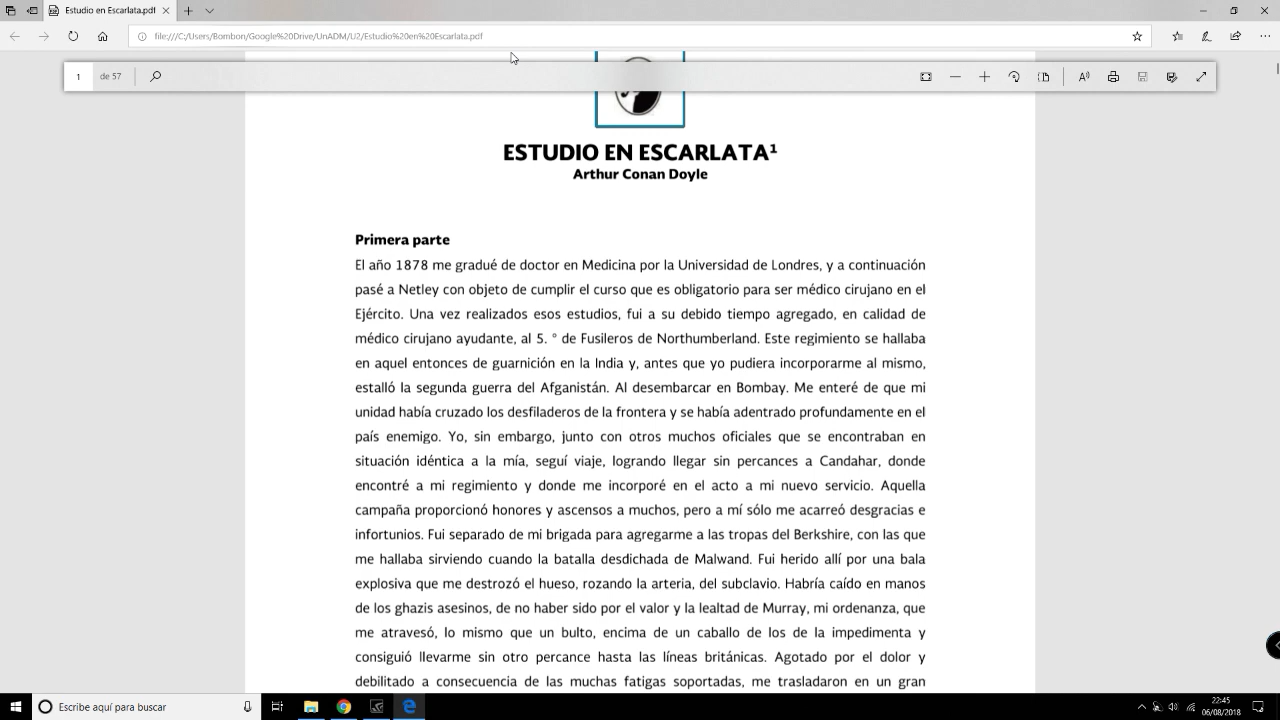 Estudio en Escarlata.pdf
file:///C:/Users/Bombon/Google%20Drive/UnADM/U2/Estudio%20en%20Escarlata.pdf
1 de 57
ESTUDIO EN ESCARLATA¹
Arthur Conan Doyle
Primera parte
El año 1878 me gradué de doctor en Medicina por la Universidad de Londres, y a continuación
pasé a Netley con objeto de cumplir el curso que es obligatorio para ser médico cirujano en el
Ejército. Una vez realizados esos estudios, fui a su debido tiempo agregado, en calidad de
médico cirujano ayudante, al 5. ° de Fusileros de Northumberland. Este regimiento se hallaba
en aquel entonces de guarnición en la India y, antes que yo pudiera incorporarme al mismo,
estalló la segunda guerra del Afganistán. Al desembarcar en Bombay. Me enteré de que mi
unidad había cruzado los desfiladeros de la frontera y se había adentrado profundamente en el
país enemigo. Yo, sin embargo, junto con otros muchos oficiales que se encontraban en
situación idéntica a la mía, seguí viaje, logrando llegar sin percances a Candahar, donde
encontré a mi regimiento y donde me incorporé en el acto a mi nuevo servicio. Aquella
campaña proporcionó honores y ascensos a muchos, pero a mí sólo me acarreó desgracias e
infortunios. Fui separado de mi brigada para agregarme a las tropas del Berkshire, con las que
me hallaba sirviendo cuando la batalla desdichada de Malwand. Fui herido allí por una bala
explosiva que me destrozó el hueso, rozando la arteria, del subclavio. Habría caído en manos
de los ghazis asesinos, de no haber sido por el valor y la lealtad de Murray, mi ordenanza, que
me atravesó, lo mismo que un bulto, encima de un caballo de los de la impedimenta y
consiguió llevarme sin otro percance hasta las líneas británicas. Agotado por el dolor y
debilitado a consecuencia de las muchas fatigas soportadas, me trasladaron en un gran
Escribe aquí para buscar
22:45
06/08/2018